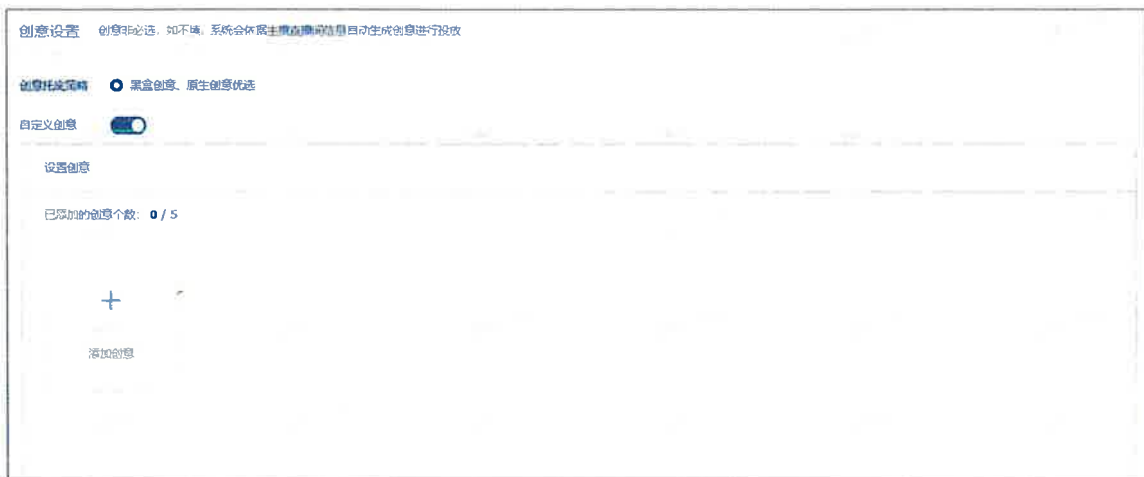 创意设置 创意非必选，如不填，系统会依据主播直播间信息自动生成创意进行投放
创意托管策略 黑盒创意、原生创意优选
自定义创意
设置创意
已添加的创意个数: 0 / 5
添加创意